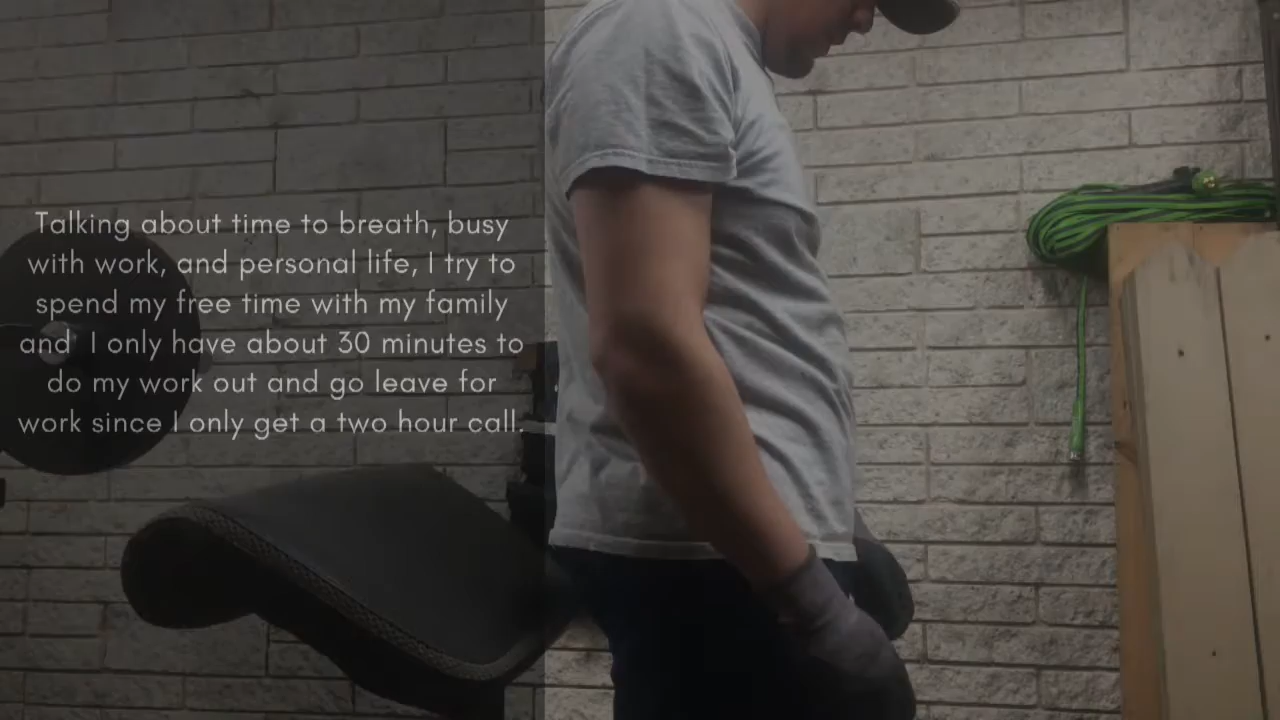 Talking about time to breath, busy
with work, and personal life, I try to
spend my free time with my family
and  I only have about 30 minutes to
do my work out and go leave for
work since I only get a two hour call.